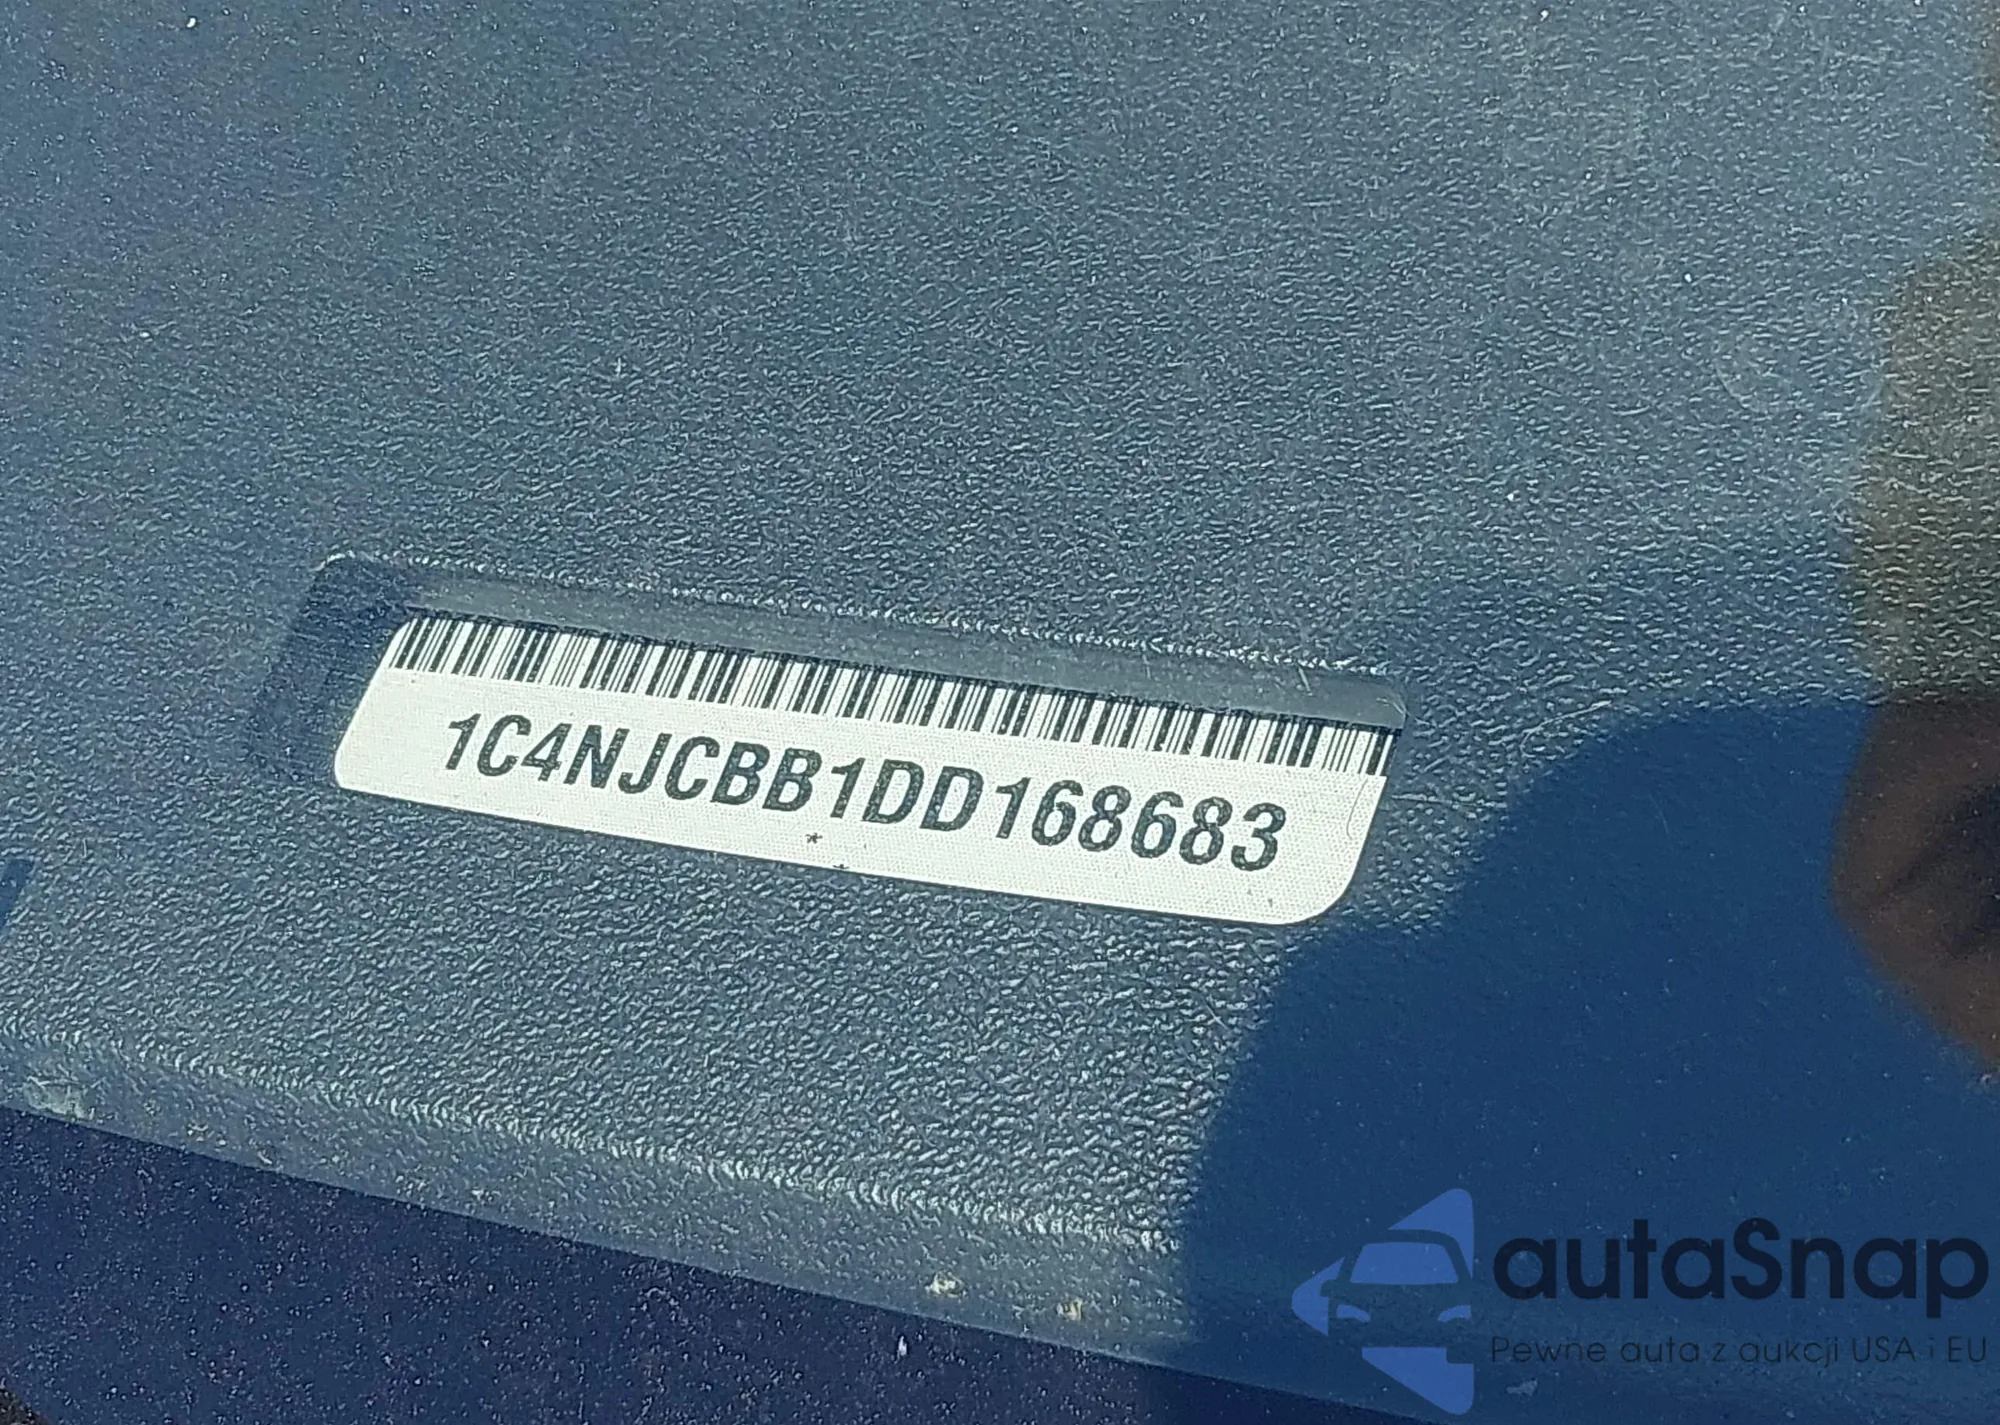 1C4NJCBB1DD168683
autaSnap
Pewne auta z aukcji USA i EU